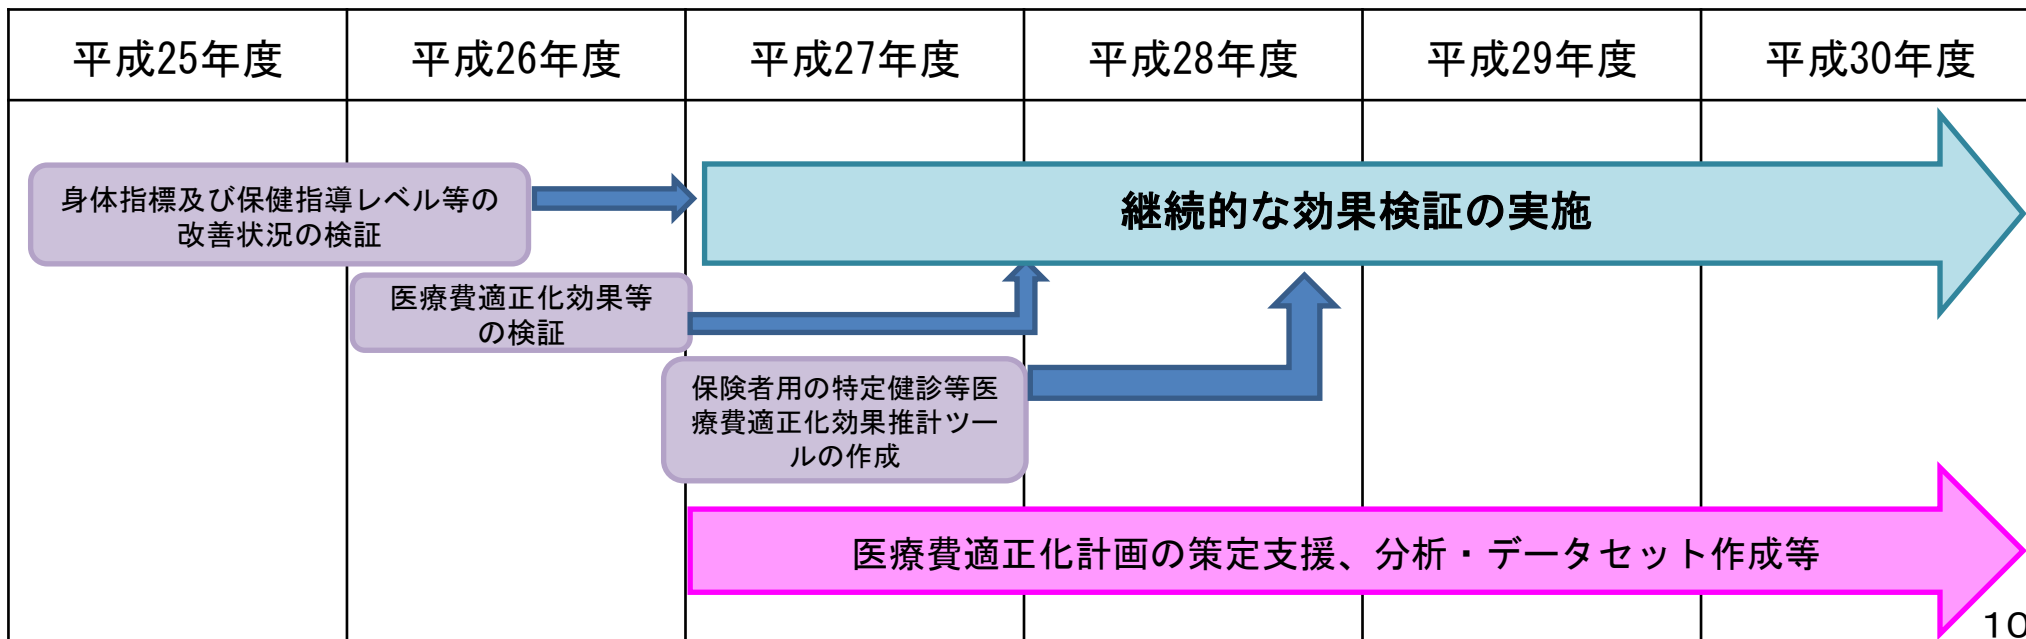 平成25年度
平成26年度
平成27年度
平成28年度
平成29年度
平成30年度
身体指標及び保健指導レベル等の
改善状況の検証
継続的な効果検証の実施
医療費適正化効果等
の検証
保険者用の特定健診等医
療費適正化効果推計ツー
ルの作成
医療費適正化計画の策定支援、分析・データセット作成等
10